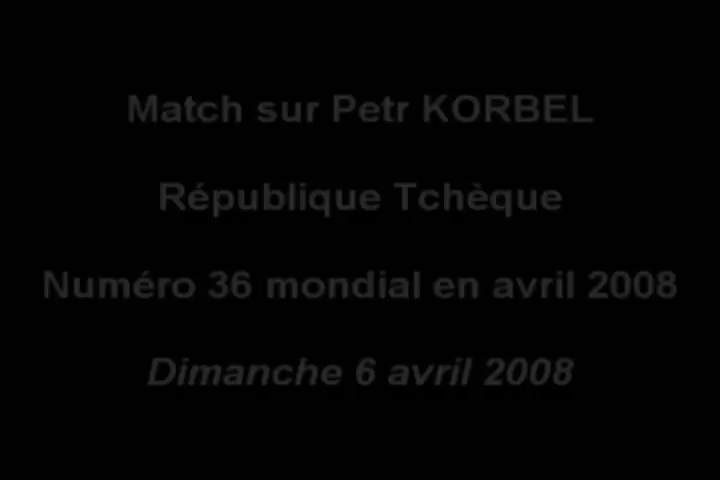 Match sur Petr KORBEL
République Tchèque
Numéro 36 mondial en avril 2008
Dimanche 6 avril 2008